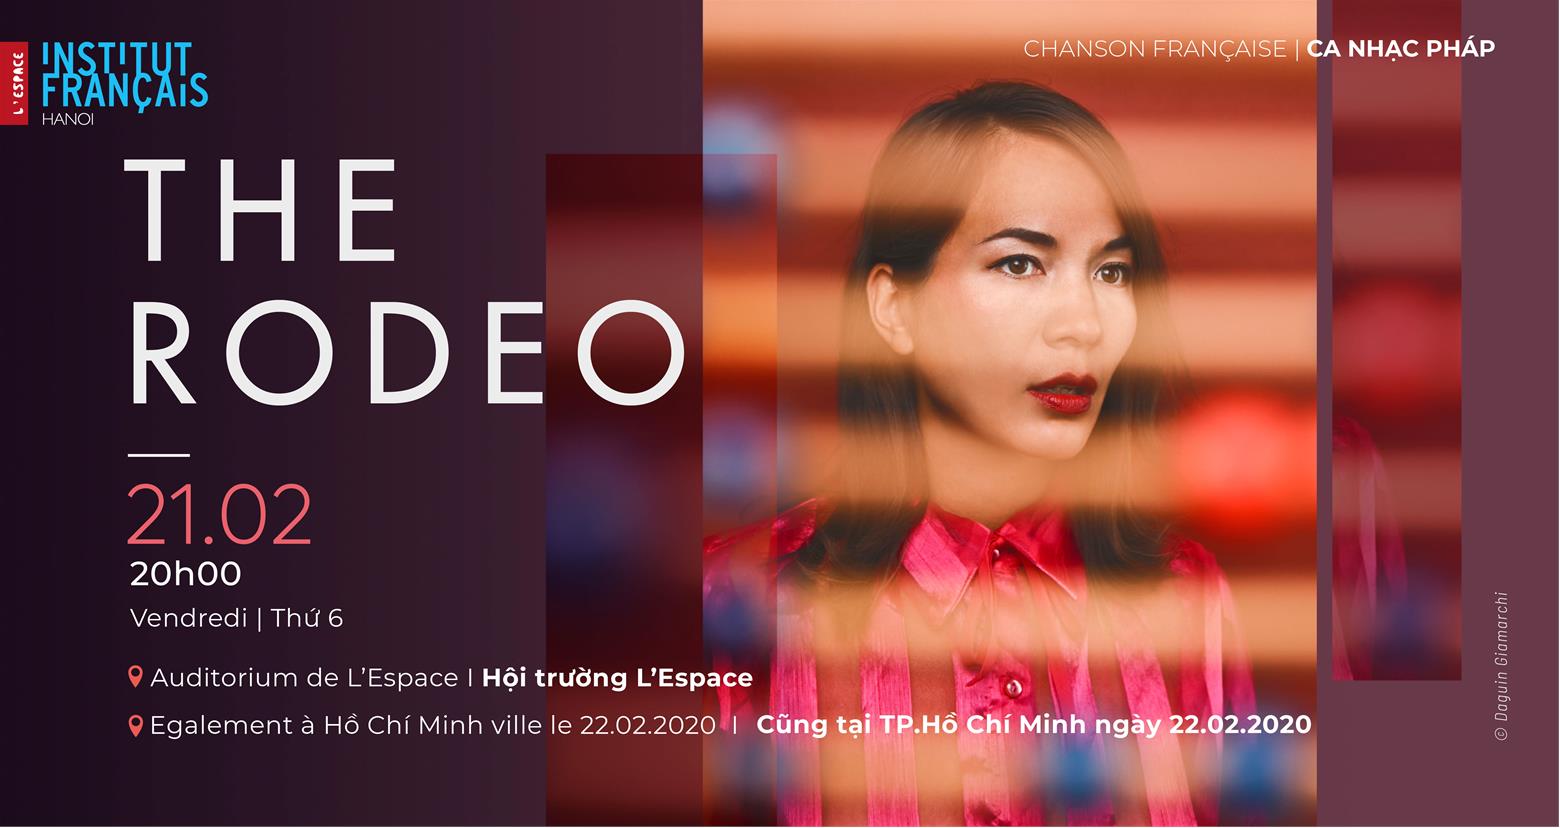 L'ESPACE
INSTITUT
FRANÇAIS
HANOI
CHANSON FRANÇAISE | CA NHẠC PHÁP
THE
RODEO
21.02
20h00
Vendredi | Thứ 6
Auditorium de L'Espace I Hội trường L'Espace
Egalement à Hồ Chí Minh ville le 22.02.2020 I Cũng tại TP.Hồ Chí Minh ngày 22.02.2020
© Daguin Giamarchi